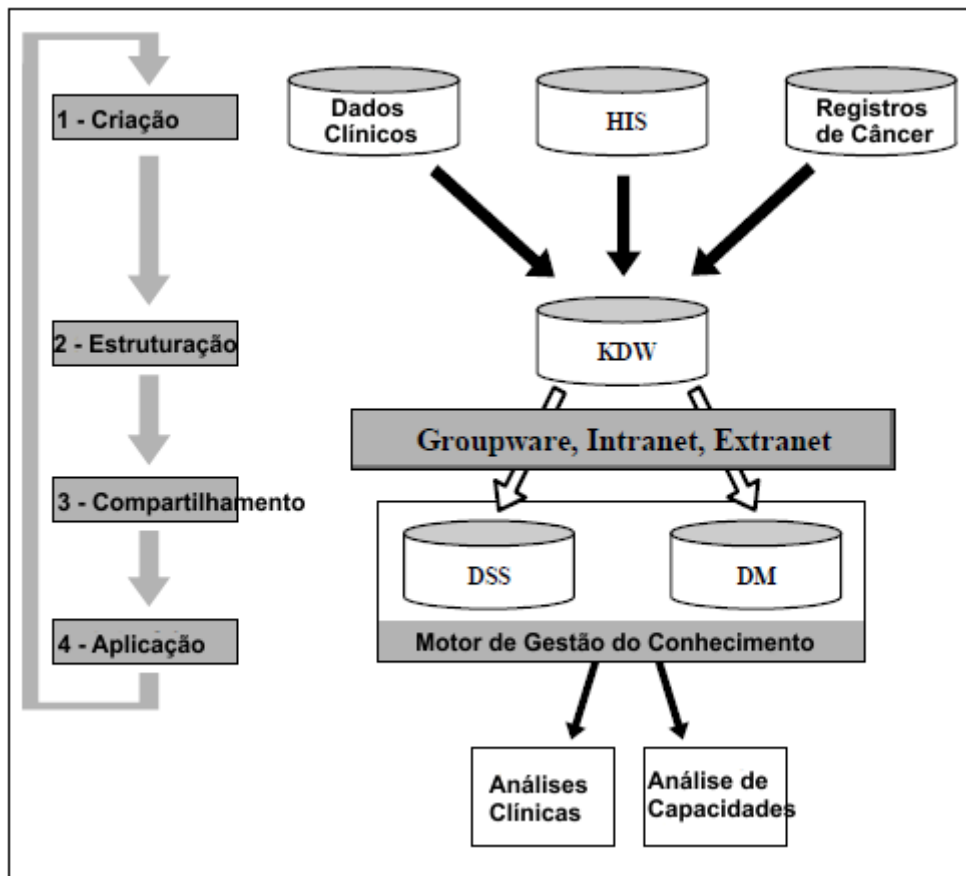 1 - Criação
Dados
Clínicos
HIS
Registros
de Câncer
2 - Estruturação
KDW
Groupware, Intranet, Extranet
3 - Compartilhamento
DSS
DM
4 - Aplicação
Motor de Gestão do Conhecimento
Análises
Clínicas
Análise de
Capacidades